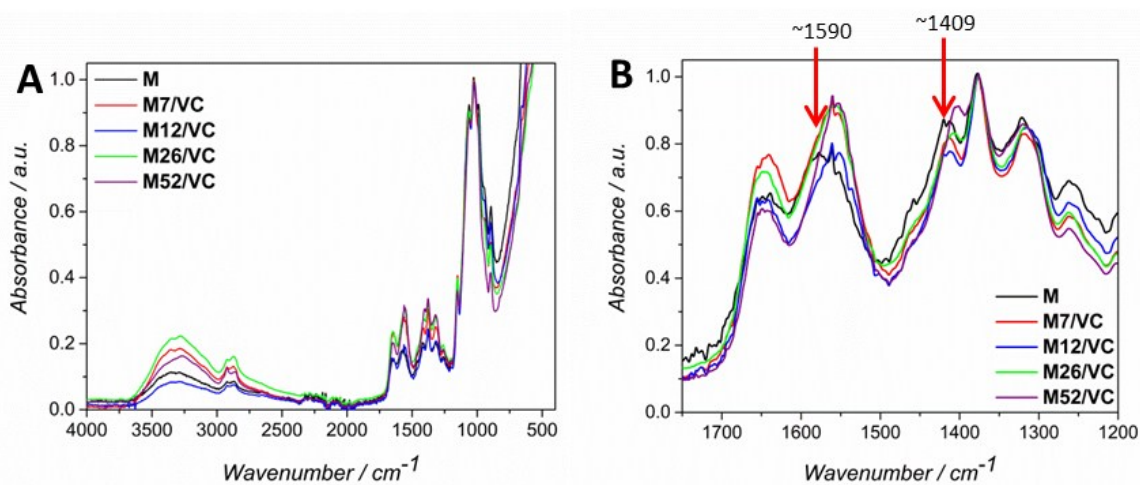 A
M
M7/VC
M12/VC
M26/VC
M52/VC
1.0
0.8
0.6
0.4
0.2
0.0
Absorbance / a.u.
4000 3500 3000 2500 2000 1500 1000 500
Wavenumber / cm-1
~1590
~1409
B
1.0
0.8
0.6
0.4
0.2
0.0
Absorbance / a.u.
M
M7/VC
M12/VC
M26/VC
M52/VC
1700 1600 1500 1400 1300 1200
Wavenumber / cm-1